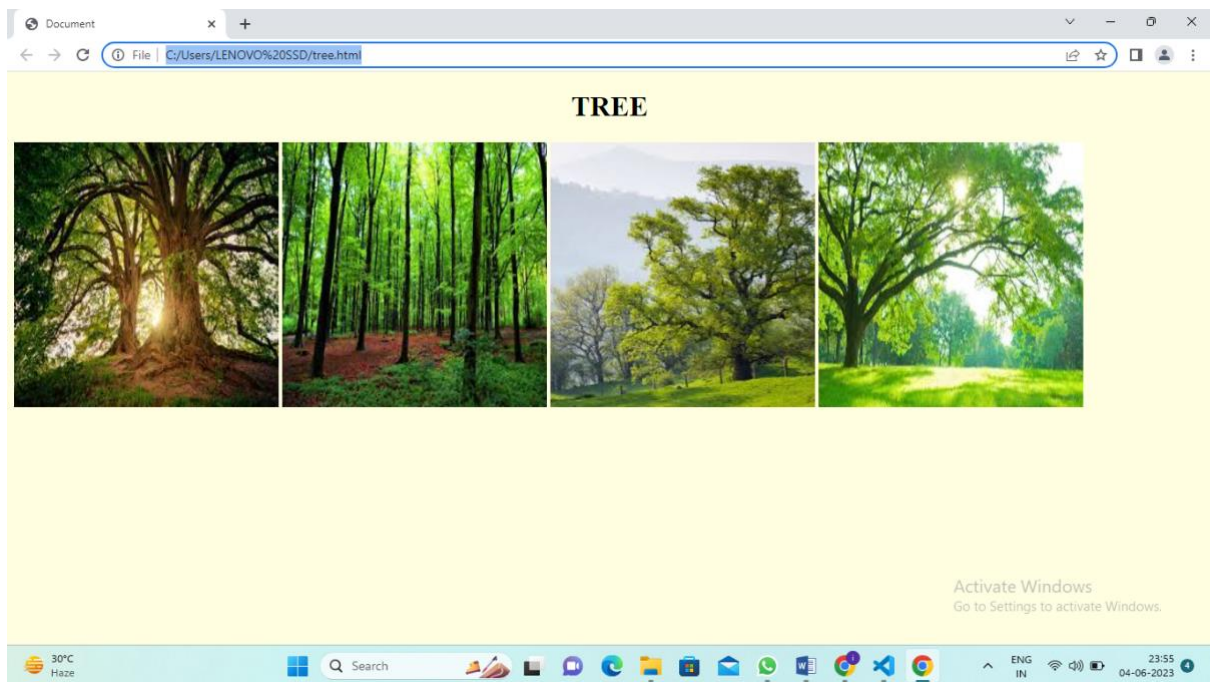 Document
File
C:/Users/LENOVO%20SSD/tree.html
TREE
Activate Windows
Go to Settings to activate Windows.
30°C
Haze
Search
ENG
IN
23:55
04-06-2023
4